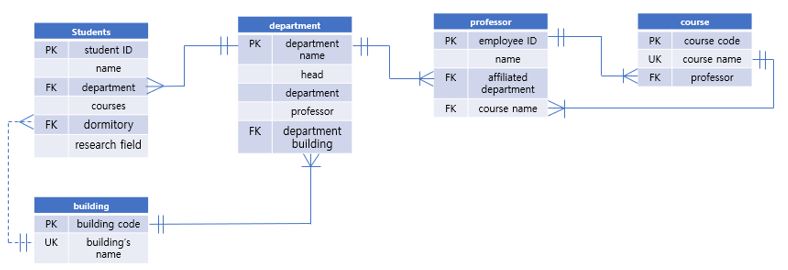 Students
PK student ID
name
FK department
courses
FK dormitory
research field
department
PK department
name
head
department
professor
FK department
building
professor
PK employee ID
name
FK affiliated
department
FK course name
course
PK course code
UK course name
FK professor
building
PK building code
UK building's
name